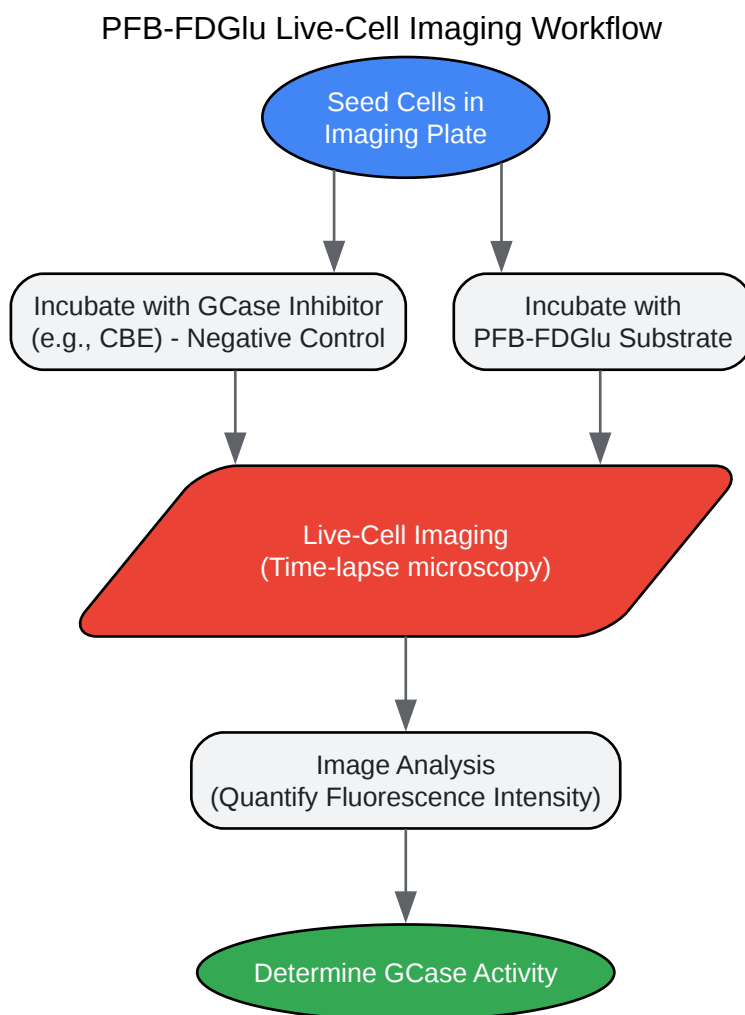 PFB-FDGlu Live-Cell Imaging Workflow
Seed Cells in
Imaging Plate
Incubate with GCase Inhibitor
(e.g., CBE) - Negative Control
Incubate with
PFB-FDGlu Substrate
Live-Cell Imaging
(Time-lapse microscopy)
Image Analysis
(Quantify Fluorescence Intensity)
Determine GCase Activity